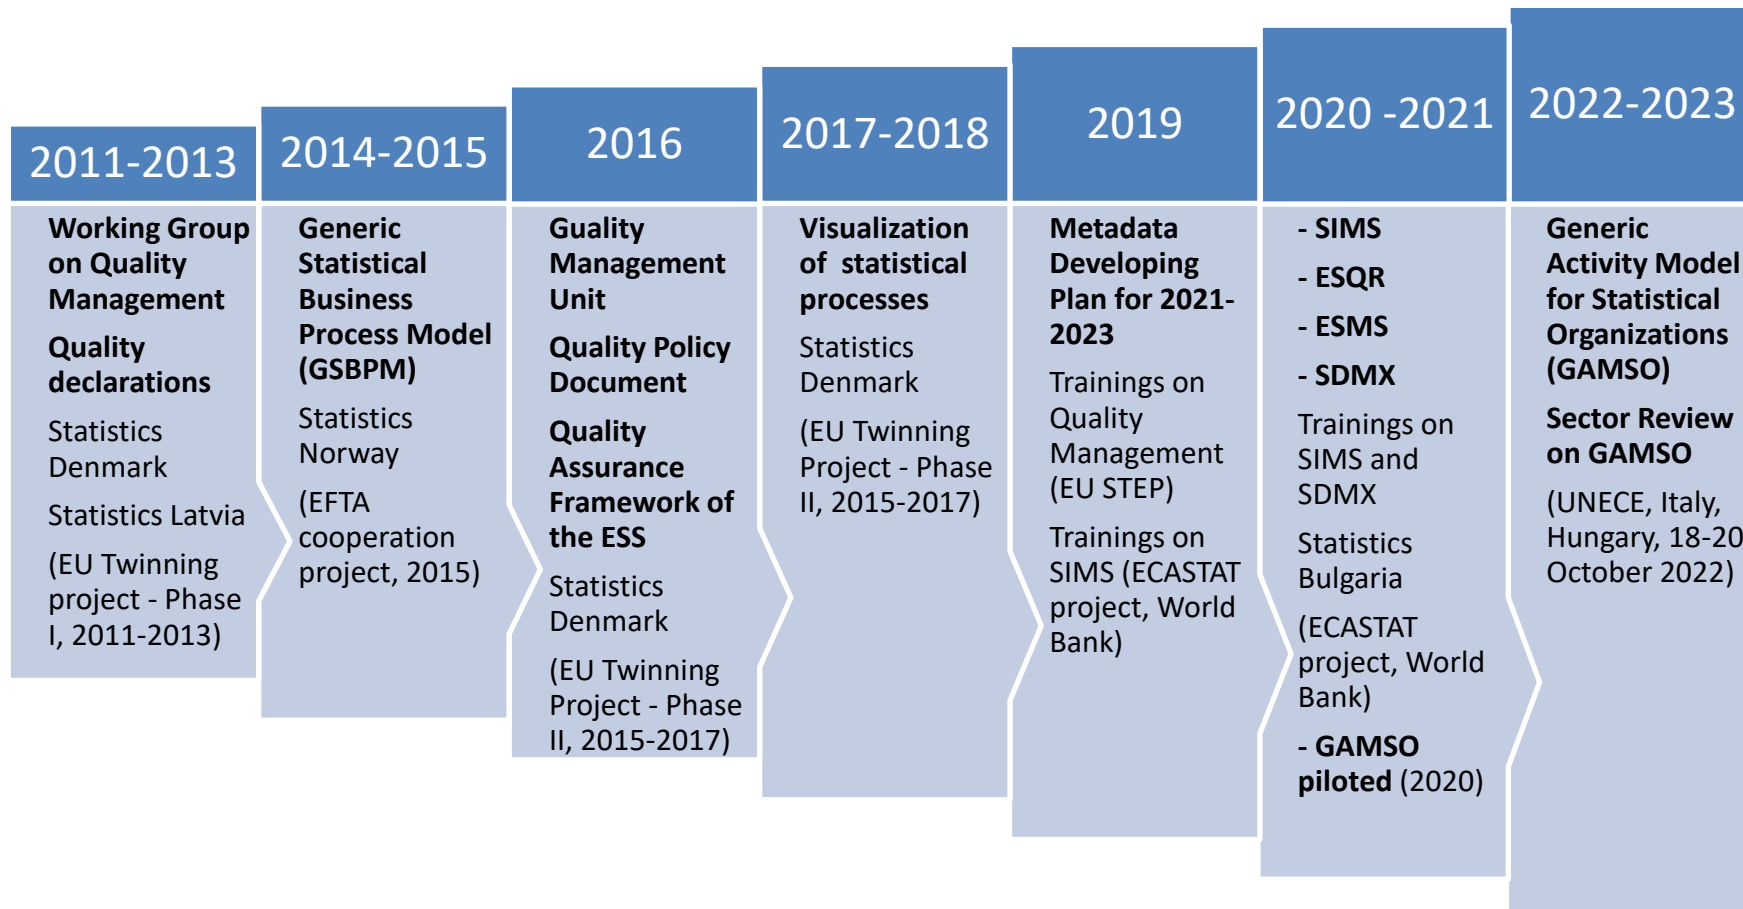 2011-2013
Working Group
on Quality
Management
Quality
declarations
Statistics
Denmark
Statistics Latvia
(EU Twinning
project - Phase
I, 2011-2013)
2014-2015
Generic
Statistical
Business
Process Model
(GSBPM)
Statistics
Norway
(EFTA
cooperation
project, 2015)
2016
Guality
Management
Unit
Quality Policy
Document
Quality
Assurance
Framework of
the ESS
Statistics
Denmark
(EU Twinning
Project - Phase
II, 2015-2017)
2017-2018
Visualization
of statistical
processes
Statistics
Denmark
(EU Twinning
Project - Phase
II, 2015-2017)
2019
Metadata
Developing
Plan for 2021-
2023
Trainings on
Quality
Management
(EU STEP)
Trainings on
SIMS (ECASTAT
project, World
Bank)
2020 -2021
- SIMS
- ESQR
- ESMS
- SDMX
Trainings on
SIMS and
SDMX
Statistics
Bulgaria
(ECASTAT
project, World
Bank)
- GAMSO
piloted (2020)
2022-2023
Generic
Activity Model
for Statistical
Organizations
(GAMSO)
Sector Review
on GAMSO
(UNECE, Italy,
Hungary, 18-20
October 2022)